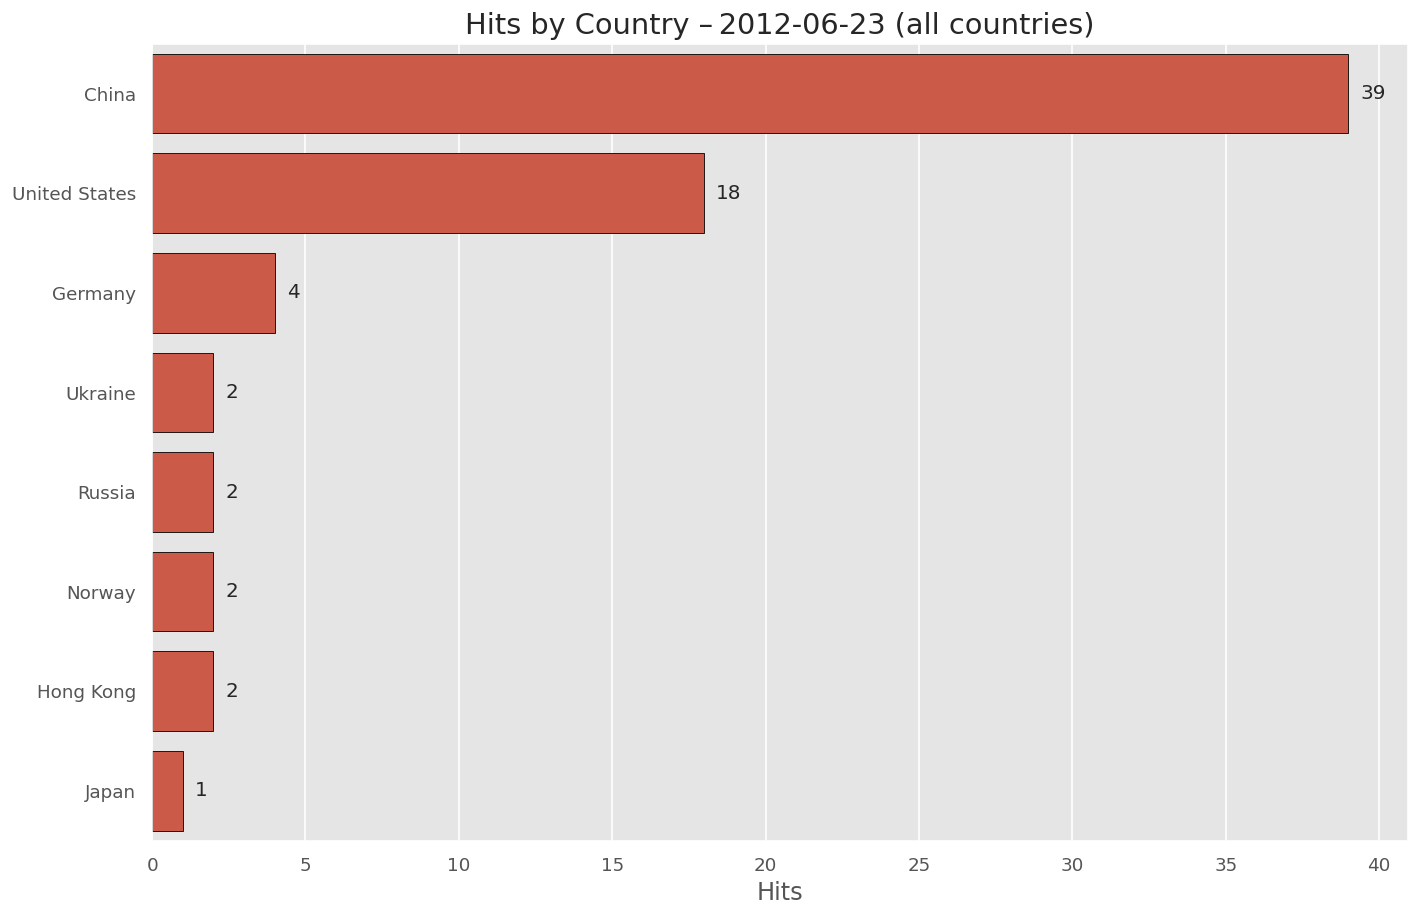 Hits by Country – 2012-06-23 (all countries)
China 39
United States 18
Germany 4
Ukraine 2
Russia 2
Norway 2
Hong Kong 2
Japan 1
0 5 10 15 20 25 30 35 40
Hits